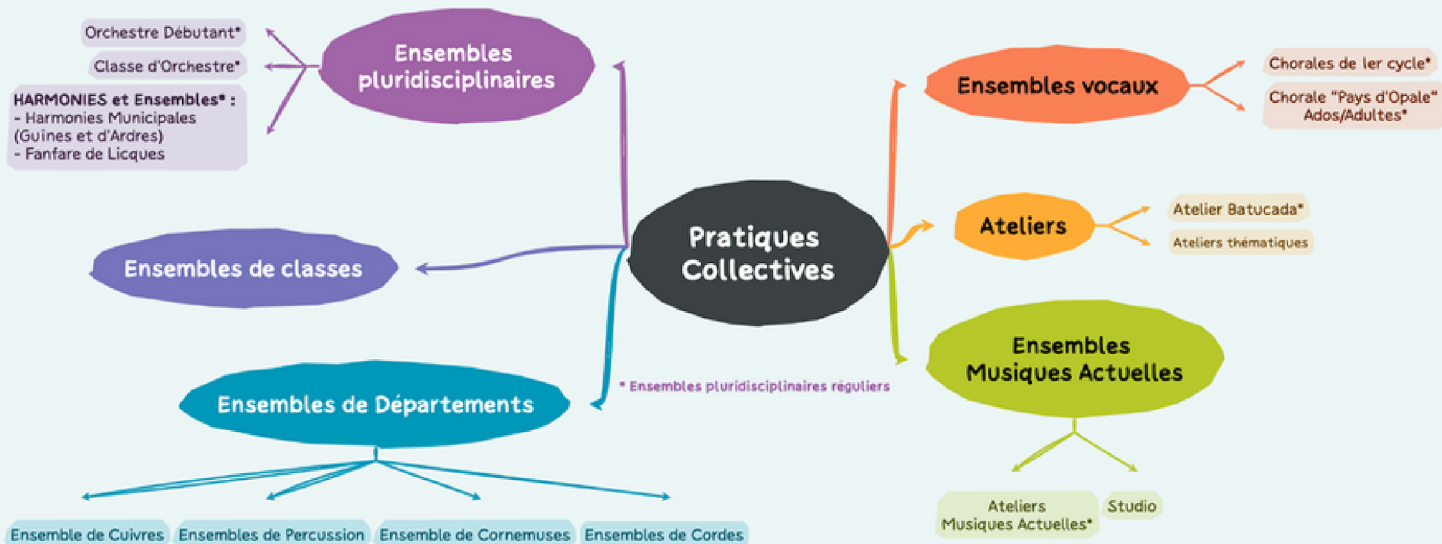 Orchestre Débutant*
Classe d'Orchestre*
HARMONIES et Ensembles* :
- Harmonies Municipales
(Guînes et d'Ardres)
- Fanfare de Licques
Ensembles
pluridisciplinaires
Ensembles vocaux
Chorales de 1er cycle*
Chorale "Pays d'Opale"
Ados/Adultes*
Pratiques
Collectives
Ateliers
Atelier Batucada*
Ateliers thématiques
Ensembles de classes
Ensembles
Musiques Actuelles
* Ensembles pluridisciplinaires réguliers
Ensembles de Départements
Ateliers
Musiques Actuelles*
Studio
Ensemble de Cuivres
Ensembles de Percussion
Ensemble de Cornemuses
Ensembles de Cordes